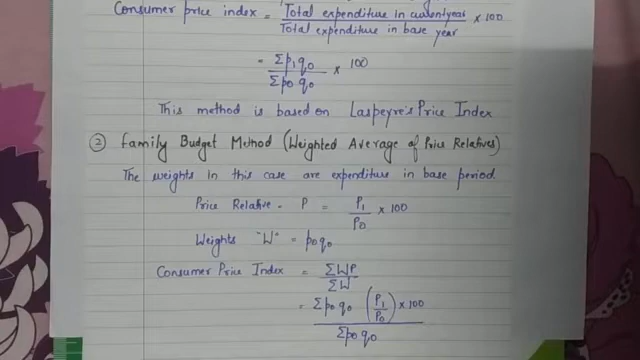 Consumer price index = Total expenditure in current year / Total expenditure in base year × 100
= Σp₁q₀ / Σp₀q₀ × 100
This method is based on Laspeyre's Price Index
② Family Budget Method (Weighted Average of Price Relatives)
The weights in this case are expenditure in base period
Price Relative - P = P₁/P₀ × 100
Weights "W" = p₀q₀
Consumer Price Index = ΣWP / ΣW
= Σp₀q₀ (P₁/P₀) × 100 / Σp₀q₀